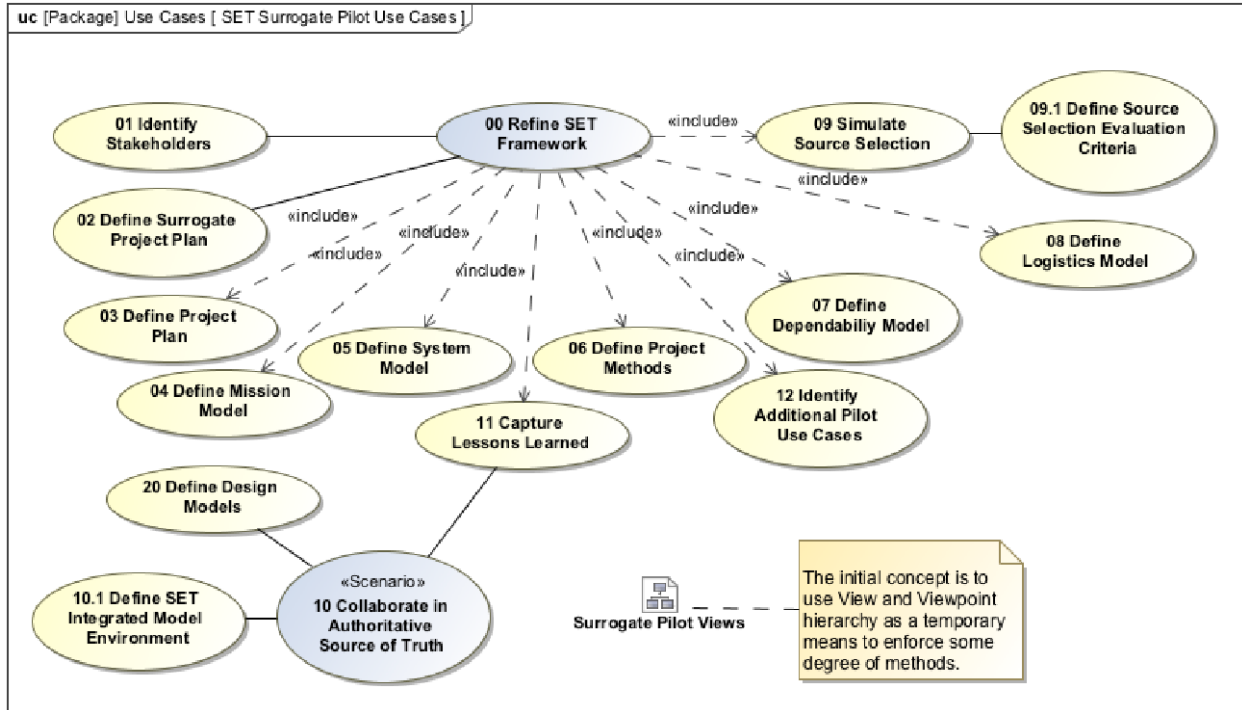 uc [Package] Use Cases [ SET Surrogate Pilot Use Cases ]
01 Identify
Stakeholders
00 Refine SET
Framework
«include»
09 Simulate
Source Selection
09.1 Define Source
Selection Evaluation
Criteria
«include»
02 Define Surrogate
Project Plan
«include»
«include»
«include»
«include»
«include»
08 Define
Logistics Model
03 Define Project
Plan
05 Define System
Model
06 Define Project
Methods
07 Define
Dependabiliy Model
04 Define Mission
Model
12 Identify
Additional Pilot
Use Cases
11 Capture
Lessons Learned
20 Define Design
Models
«Scenario»
10 Collaborate in
Authoritative
Source of Truth
10.1 Define SET
Integrated Model
Environment
Surrogate Pilot Views
The initial concept is to
use View and Viewpoint
hierarchy as a temporary
means to enforce some
degree of methods.